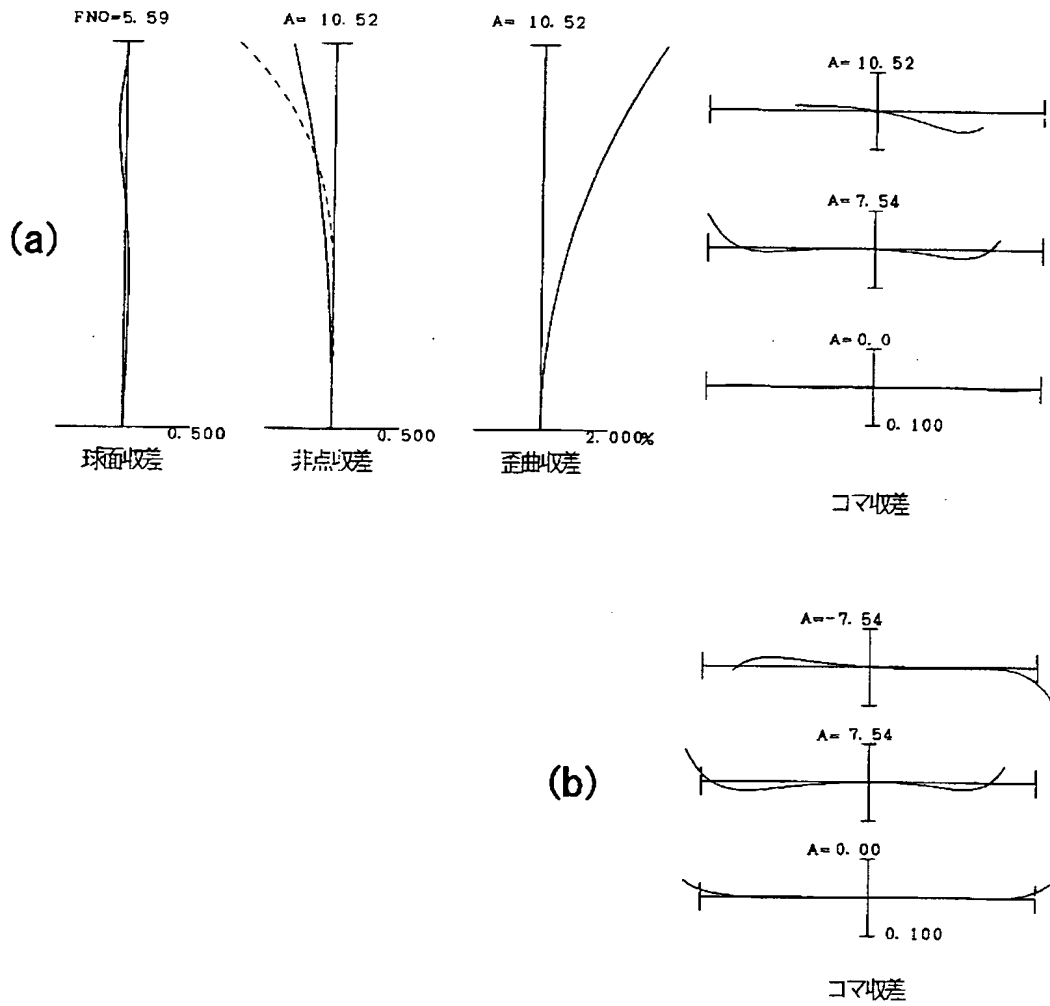 (a)
FNO=5.59
0.500
球面収差
A= 10.52
0.500
非点収差
A= 10.52
2.000%
歪曲収差
A= 10.52
A= 7.54
A= 0.0
0.100
コマ収差
(b)
A=-7.54
A= 7.54
A= 0.00
0.100
コマ収差